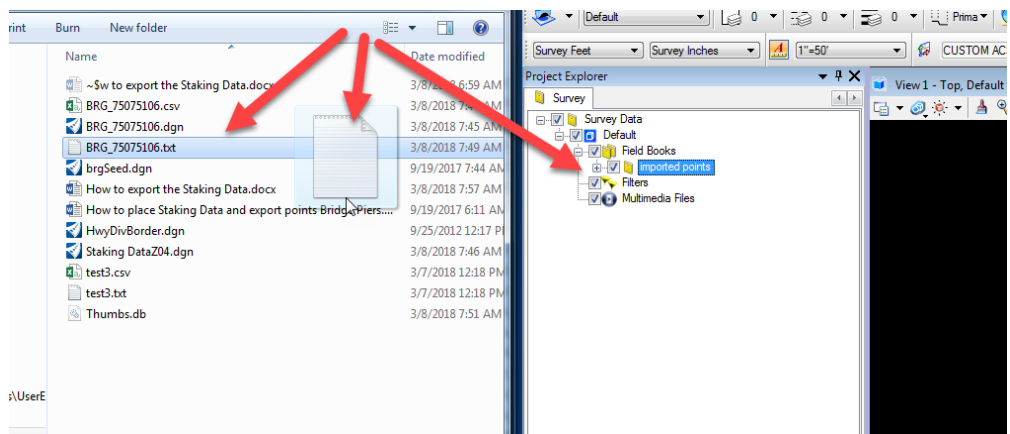 rint Burn New folder
Name Date modified
~$w to export the Staking Data.docx 3/8/2018 6:59 AM
BRG_75075106.csv 3/8/2018 7:4 AM
BRG_75075106.dgn 3/8/2018 7:45 AM
BRG_75075106.txt 3/8/2018 7:49 AM
brgSeed.dgn 9/19/2017 7:44 AM
How to export the Staking Data.docx 3/8/2018 7:57 AM
How to place Staking Data and export points Bridge Piers.... 9/19/2017 6:11 AM
HwyDivBorder.dgn 9/25/2012 12:17 PM
Staking DataZ04.dgn 3/8/2018 7:46 AM
test3.csv 3/7/2018 12:18 PM
test3.txt 3/7/2018 12:18 PM
Thumbs.db 3/8/2018 7:51 AM
s\UserE
Default 0 0 0 Prima
Survey Feet Survey Inches 1"=50' CUSTOM AC
Project Explorer
Survey
Survey Data
Default
Field Books
imported points
Filters
Multimedia Files
View 1 - Top, Default